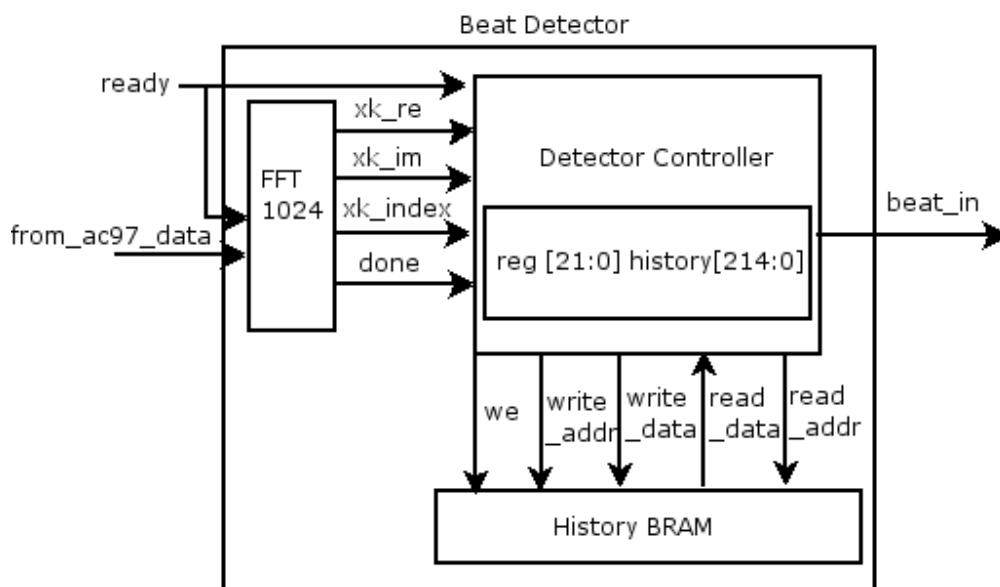 Beat Detector
ready
xk_re
xk_im
FFT
1024
xk_index
done
from_ac97_data
Detector Controller
reg [21:0] history[214:0]
beat_in
we
write
_addr
write
_data
read
_data
read
_addr
History BRAM